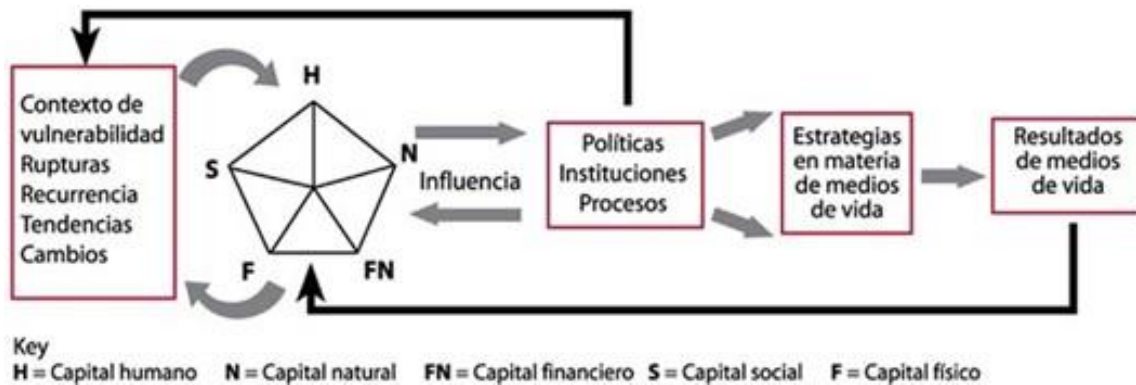 Contexto de
vulnerabilidad
Rupturas
Recurrencia
Tendencias
Cambios
H
S
N
F
FN
Influencia
Políticas
Instituciones
Procesos
Estrategias
en materia
de medios
de vida
Resultados
de medios
de vida
Key
H = Capital humano N = Capital natural FN = Capital financiero S = Capital social F = Capital físico